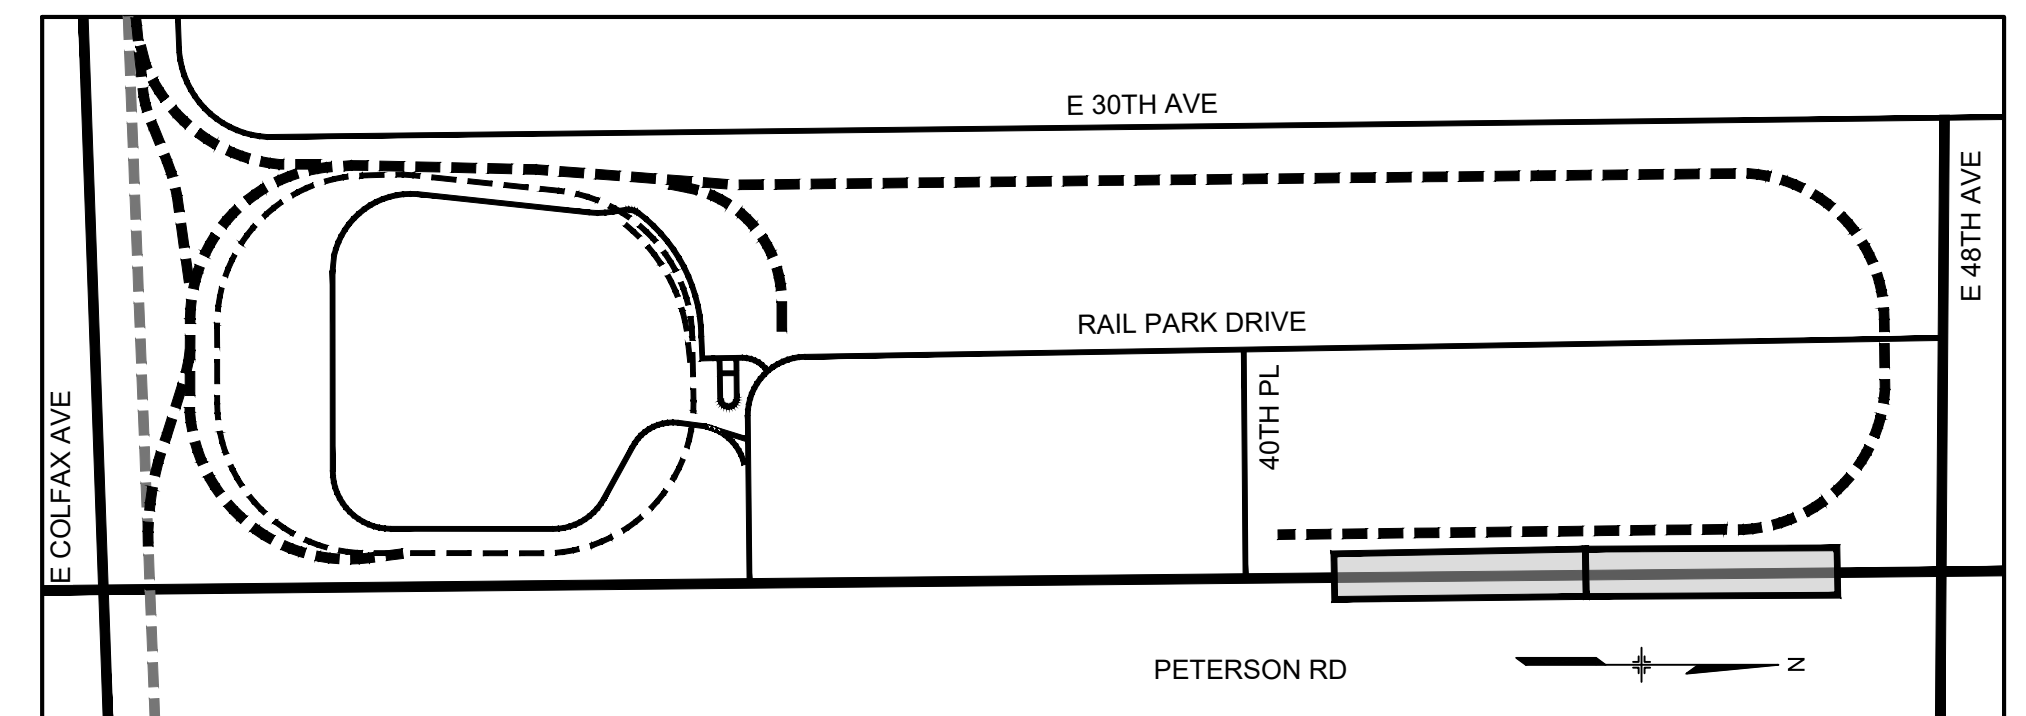 E 30TH AVE
E 48TH AVE
RAIL PARK DRIVE
40TH PL
E COLFAX AVE
PETERSON RD
N